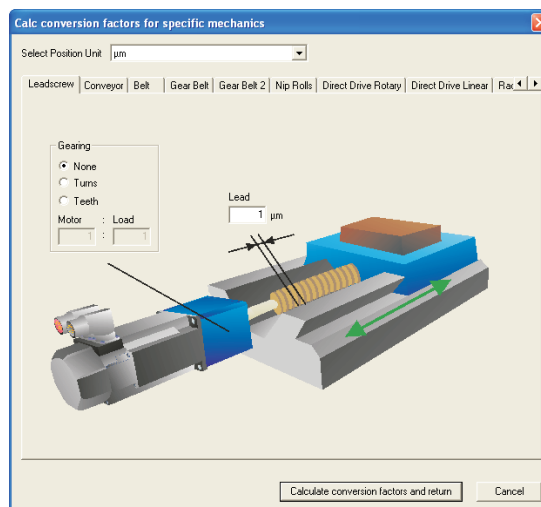 Calc conversion factors for specific mechanics
Select Position Unit µm
Leadscrew Conveyor Belt Gear Belt Gear Belt 2 Nip Rolls Direct Drive Rotary Direct Drive Linear
Gearing
None
Turns
Teeth
Motor : Load
1 : 1
Lead
1 µm
Calculate conversion factors and return Cancel